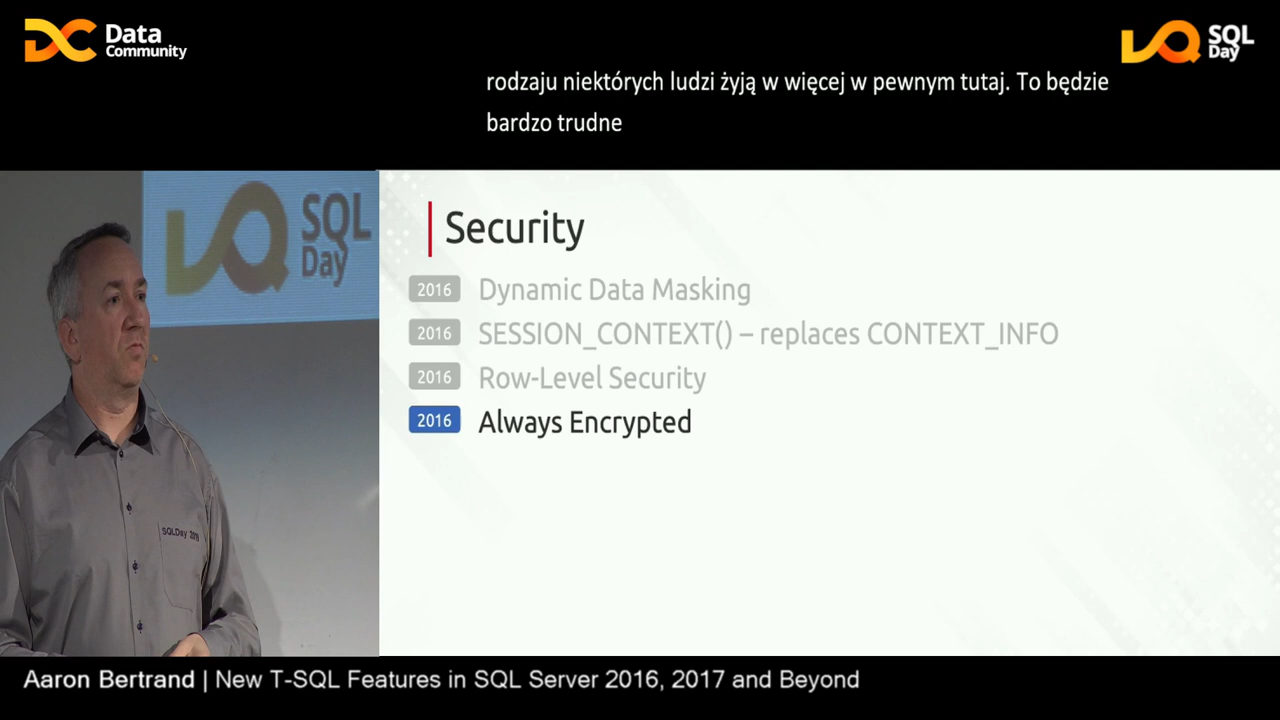 Data
Community
SQL
Day
rodzaju niektórych ludzi żyją w więcej w pewnym tutaj. To będzie
bardzo trudne
SQL
Day
Security
2016 Dynamic Data Masking
2016 SESSION_CONTEXT() – replaces CONTEXT_INFO
2016 Row-Level Security
2016 Always Encrypted
SQLDay 2019
Aaron Bertrand | New T-SQL Features in SQL Server 2016, 2017 and Beyond